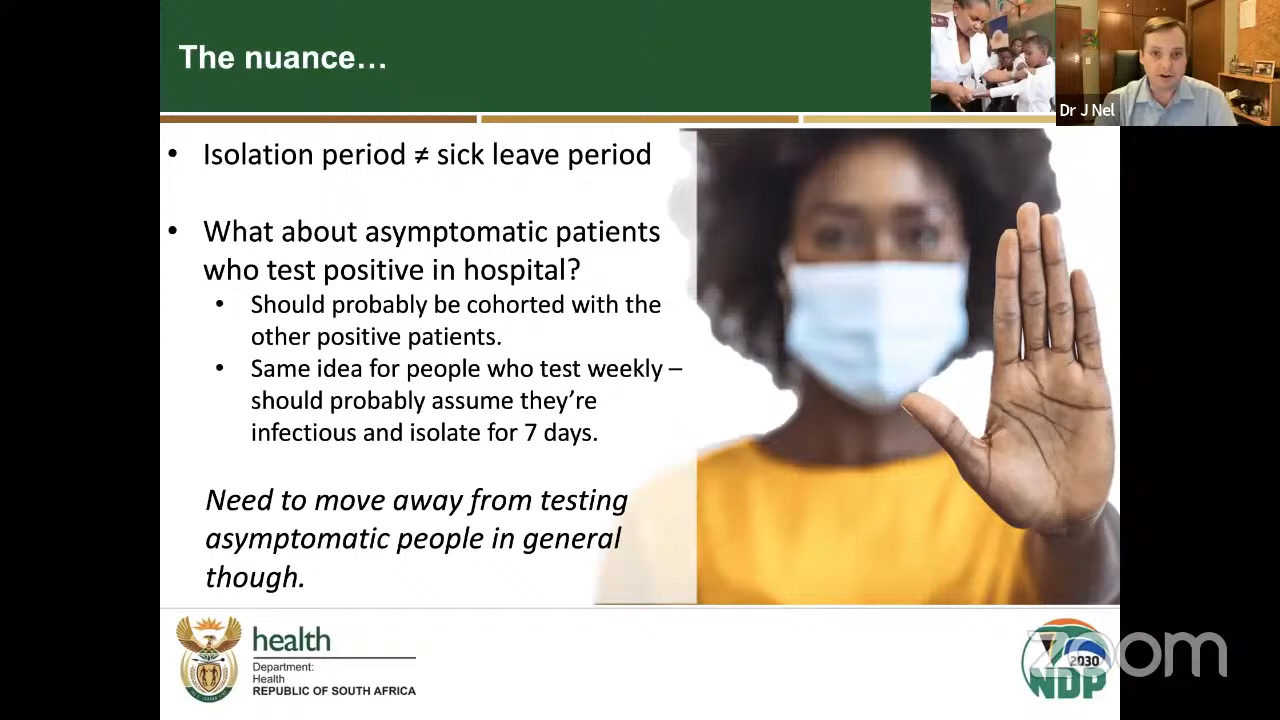 The nuance...
Dr J Nel
• Isolation period ≠ sick leave period
• What about asymptomatic patients
who test positive in hospital?
• Should probably be cohorted with the
other positive patients.
• Same idea for people who test weekly –
should probably assume they’re
infectious and isolate for 7 days.
Need to move away from testing
asymptomatic people in general
though.
health
Department:
Health
REPUBLIC OF SOUTH AFRICA
2030
NDP
zoom